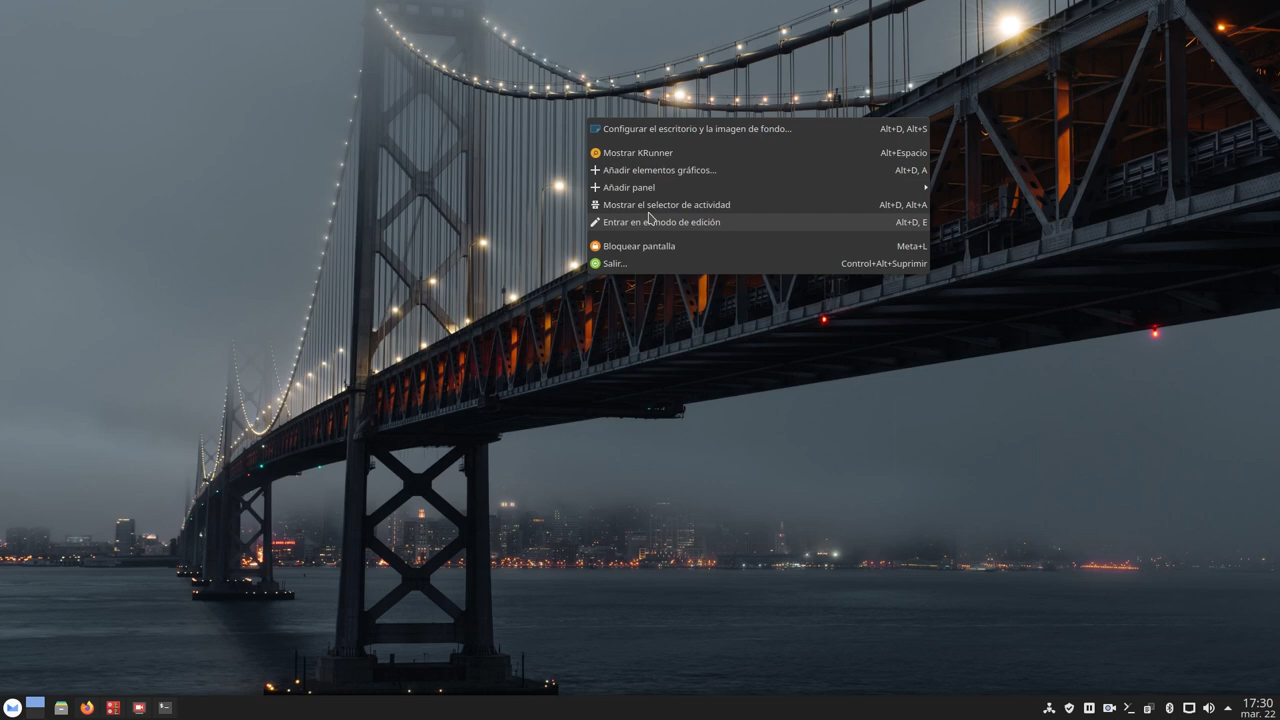 Configurar el escritorio y la imagen de fondo... Alt+D, Alt+S
Mostrar KRunner Alt+Espacio
Añadir elementos gráficos... Alt+D, A
Añadir panel
Mostrar el selector de actividad Alt+D, Alt+A
Entrar en el modo de edición Alt+D, E
Bloquear pantalla Meta+L
Salir... Control+Alt+Suprimir
17:30
mar. 22